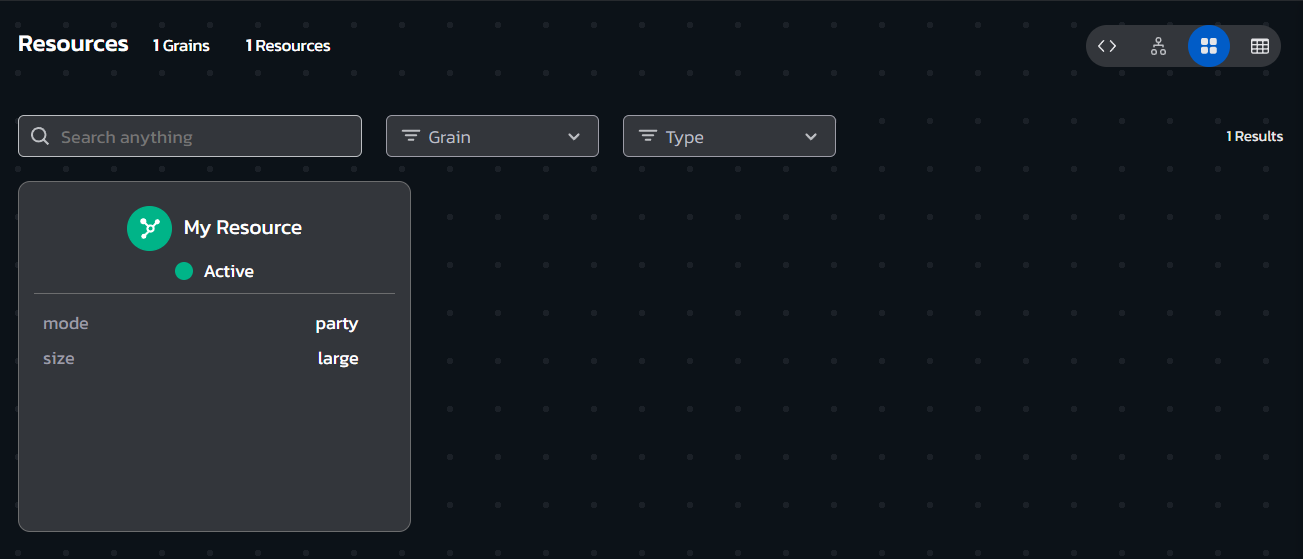 Resources 1 Grains 1 Resources
Search anything Grain Type 1 Results
My Resource
Active
mode party
size large